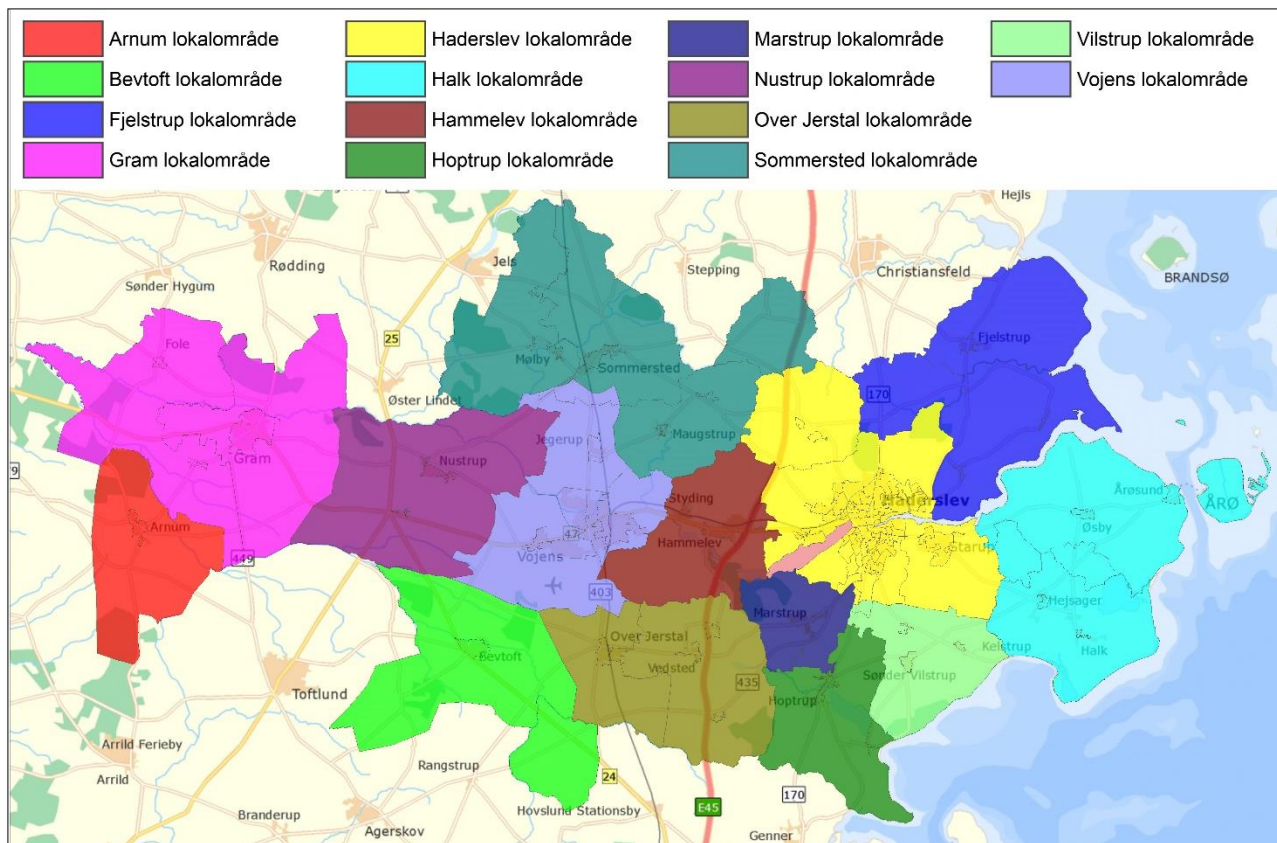 Arnum lokalområde
Haderslev lokalområde
Marstrup lokalområde
Vilstrup lokalområde
Bevtoft lokalområde
Halk lokalområde
Nustrup lokalområde
Vojens lokalområde
Fjelstrup lokalområde
Hammelev lokalområde
Over Jerstal lokalområde
Gram lokalområde
Hoptrup lokalområde
Sommersted lokalområde
Hejls
Rødding
Jels
Stepping
Christiansfeld
BRANDSØ
Sønder Hygum
25
Fole
Fjelstrup
Mølby
Sommersted
Øster Lindet
170
Jegerup
Maugstrup
Gram
Nustrup
Årøsund
ÅRØ
Styding
Haderslev
Arnum
Øsby
47
Hammelev
Starup
449
Vojens
403
Hejsager
Marstrup
Over Jerstal
Kelstrup
Halk
Bevtoft
Vedsted
Sønder Vilstrup
435
Hoptrup
Toftlund
Arrild Ferieby
Rangstrup
Arrild
24
Branderup
Hovslund Stationsby
E45
170
Agerskov
Genner